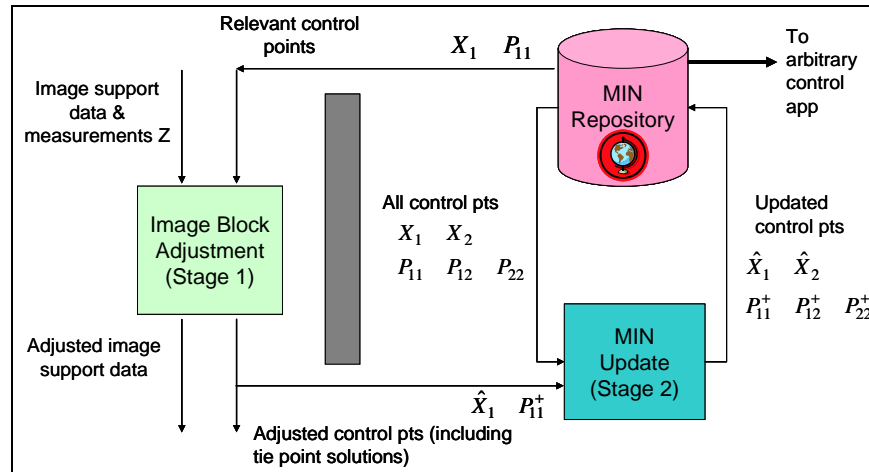 Relevant control
points
X₁ P₁₁
To
arbitrary
control
app
Image support
data &
measurements Z
MIN
Repository
Image Block
Adjustment
(Stage 1)
All control pts
X₁ X₂
P₁₁ P₁₂ P₂₂
Updated
control pts
X̂₁ X̂₂
P₁₁⁺ P₁₂⁺ P₂₂⁺
MIN
Update
(Stage 2)
Adjusted image
support data
X̂₁ P₁₁⁺
Adjusted control pts (including
tie point solutions)